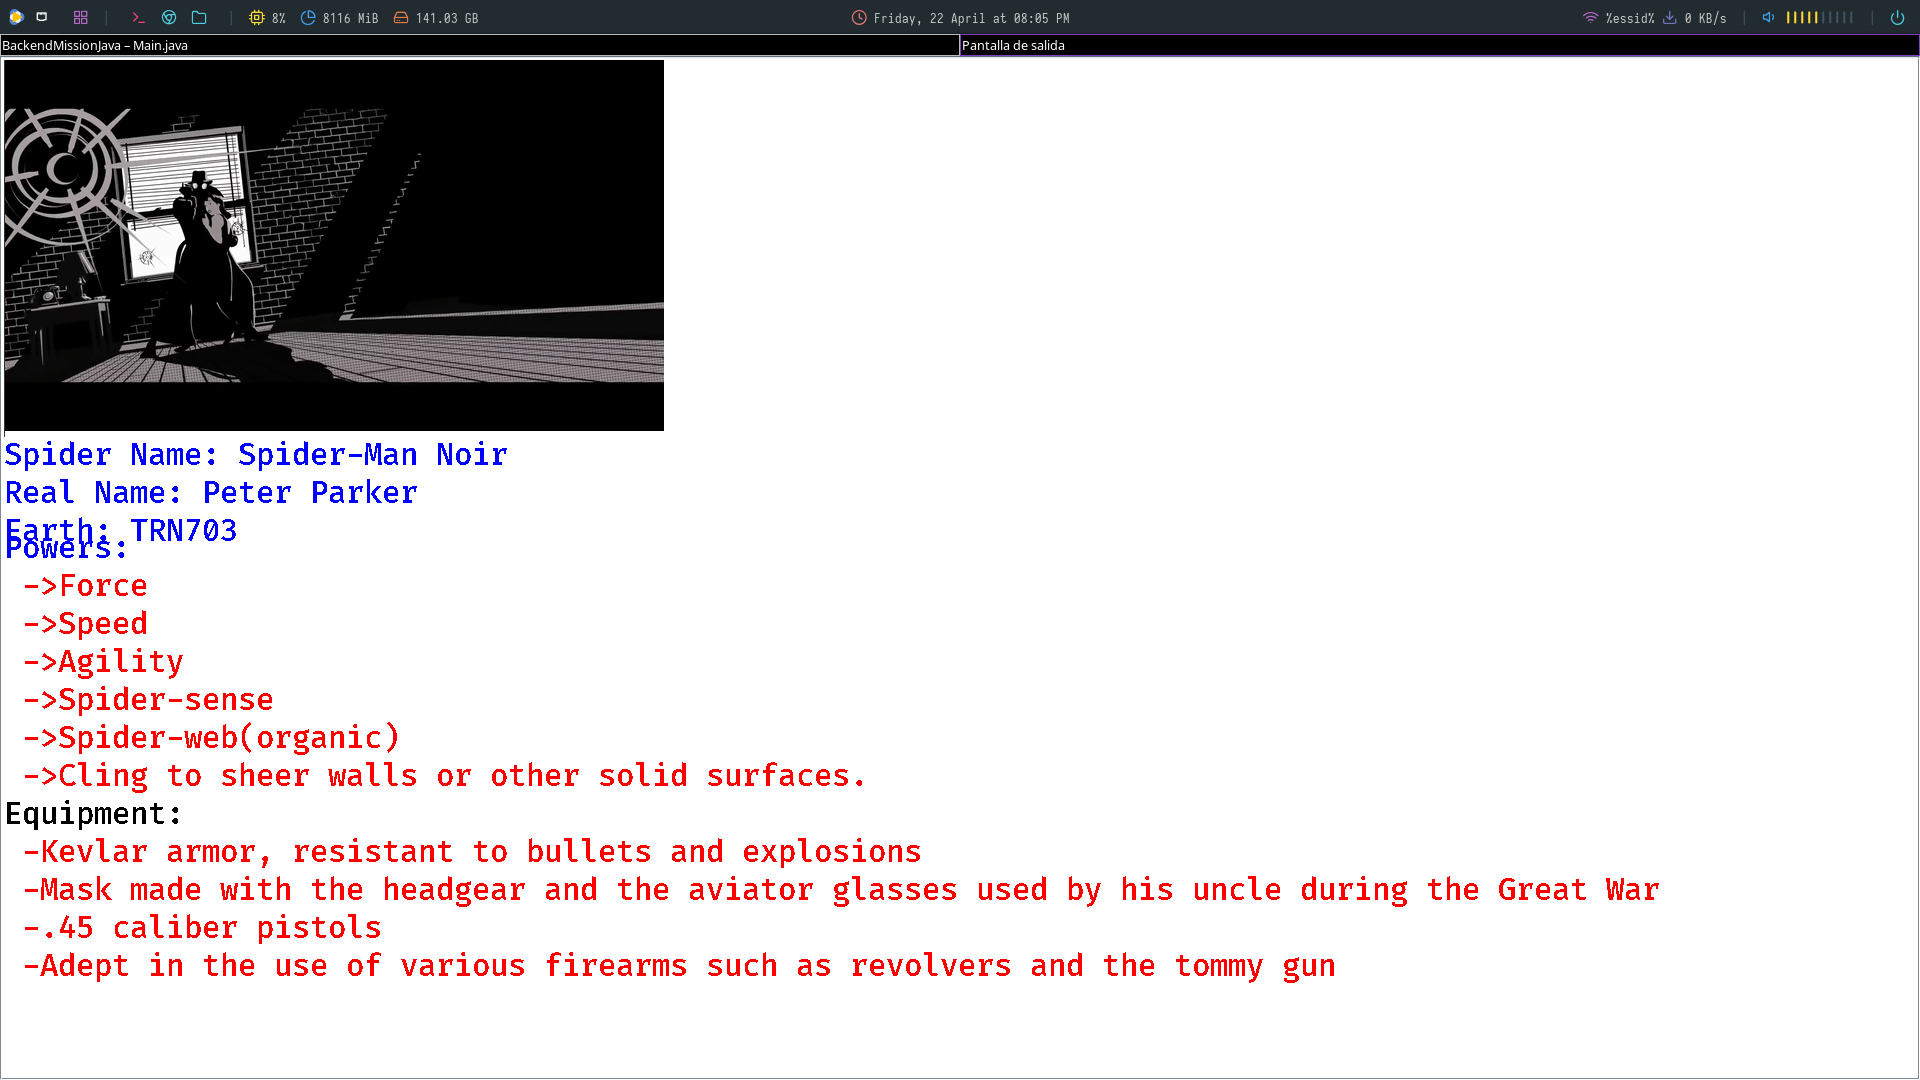 8% 8116 MiB 141.03 GB Friday, 22 April at 08:05 PM %essid% 0 KB/s
BackendMissionJava – Main.java Pantalla de salida
Spider Name: Spider-Man Noir
Real Name: Peter Parker
Earth: TRN703
Powers:
->Force
->Speed
->Agility
->Spider-sense
->Spider-web(organic)
->Cling to sheer walls or other solid surfaces.
Equipment:
-Kevlar armor, resistant to bullets and explosions
-Mask made with the headgear and the aviator glasses used by his uncle during the Great War
-.45 caliber pistols
-Adept in the use of various firearms such as revolvers and the tommy gun